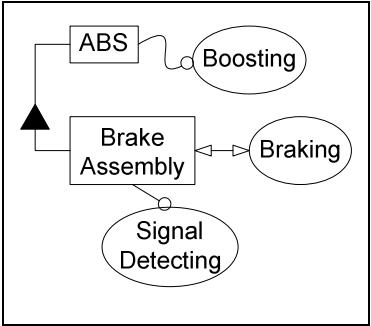 ABS
Boosting
Brake
Assembly
Braking
Signal
Detecting